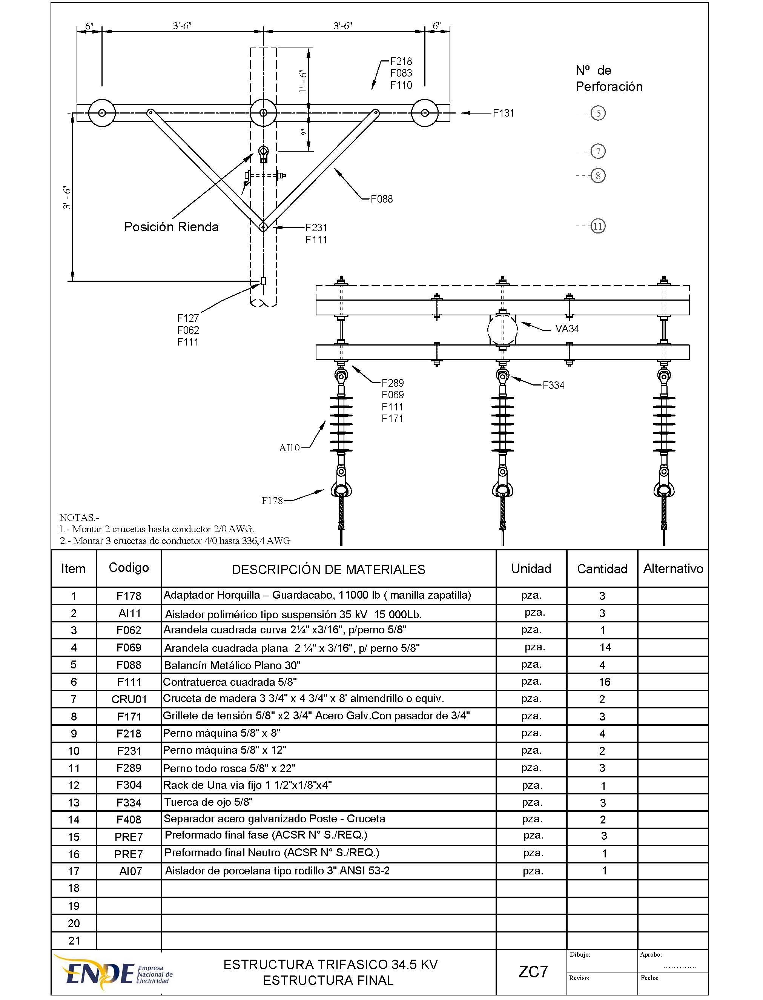 6"
3'-6"
3'-6"
6"
1' - 6"
F218
F083
F110
Nº de
Perforación
F131
5
9"
7
8
3' - 6"
F088
Posición Rienda
F231
F111
11
F127
F062
F111
VA34
F289
F069
F111
F171
F334
AI10
F178
NOTAS.-
1.- Montar 2 crucetas hasta conductor 2/0 AWG.
2.- Montar 3 crucetas de conductor 4/0 hasta 336,4 AWG
Item Codigo DESCRIPCIÓN DE MATERIALES Unidad Cantidad Alternativo
1 F178 Adaptador Horquilla – Guardacabo, 11000 lb ( manilla zapatilla) pza. 3
2 AI11 Aislador polimérico tipo suspensión 35 kV 15 000Lb. pza. 3
3 F062 Arandela cuadrada curva 2¼" x3/16", p/perno 5/8" pza. 1
4 F069 Arandela cuadrada plana 2 ¼" x 3/16", p/ perno 5/8" pza. 14
5 F088 Balancín Metálico Plano 30" pza. 4
6 F111 Contratuerca cuadrada 5/8" pza. 16
7 CRU01 Cruceta de madera 3 3/4" x 4 3/4" x 8' almendrillo o equiv. pza. 2
8 F171 Grillete de tensión 5/8" x2 3/4" Acero Galv.Con pasador de 3/4" pza. 3
9 F218 Perno máquina 5/8" x 8" pza. 4
10 F231 Perno máquina 5/8" x 12" pza. 2
11 F289 Perno todo rosca 5/8" x 22" pza. 3
12 F304 Rack de Una via fijo 1 1/2"x1/8"x4" pza. 1
13 F334 Tuerca de ojo 5/8" pza. 3
14 F408 Separador acero galvanizado Poste - Cruceta pza. 2
15 PRE7 Preformado final fase (ACSR N° S./REQ.) pza. 3
16 PRE7 Preformado final Neutro (ACSR N° S./REQ.) pza. 1
17 AI07 Aislador de porcelana tipo rodillo 3" ANSI 53-2 pza. 1
18
19
20
21
ENDE
Empresa
Nacional de
Electricidad
ESTRUCTURA TRIFASICO 34.5 KV
ESTRUCTURA FINAL
ZC7
Dibujo:
Aprobo:
.............
Reviso:
Fecha: